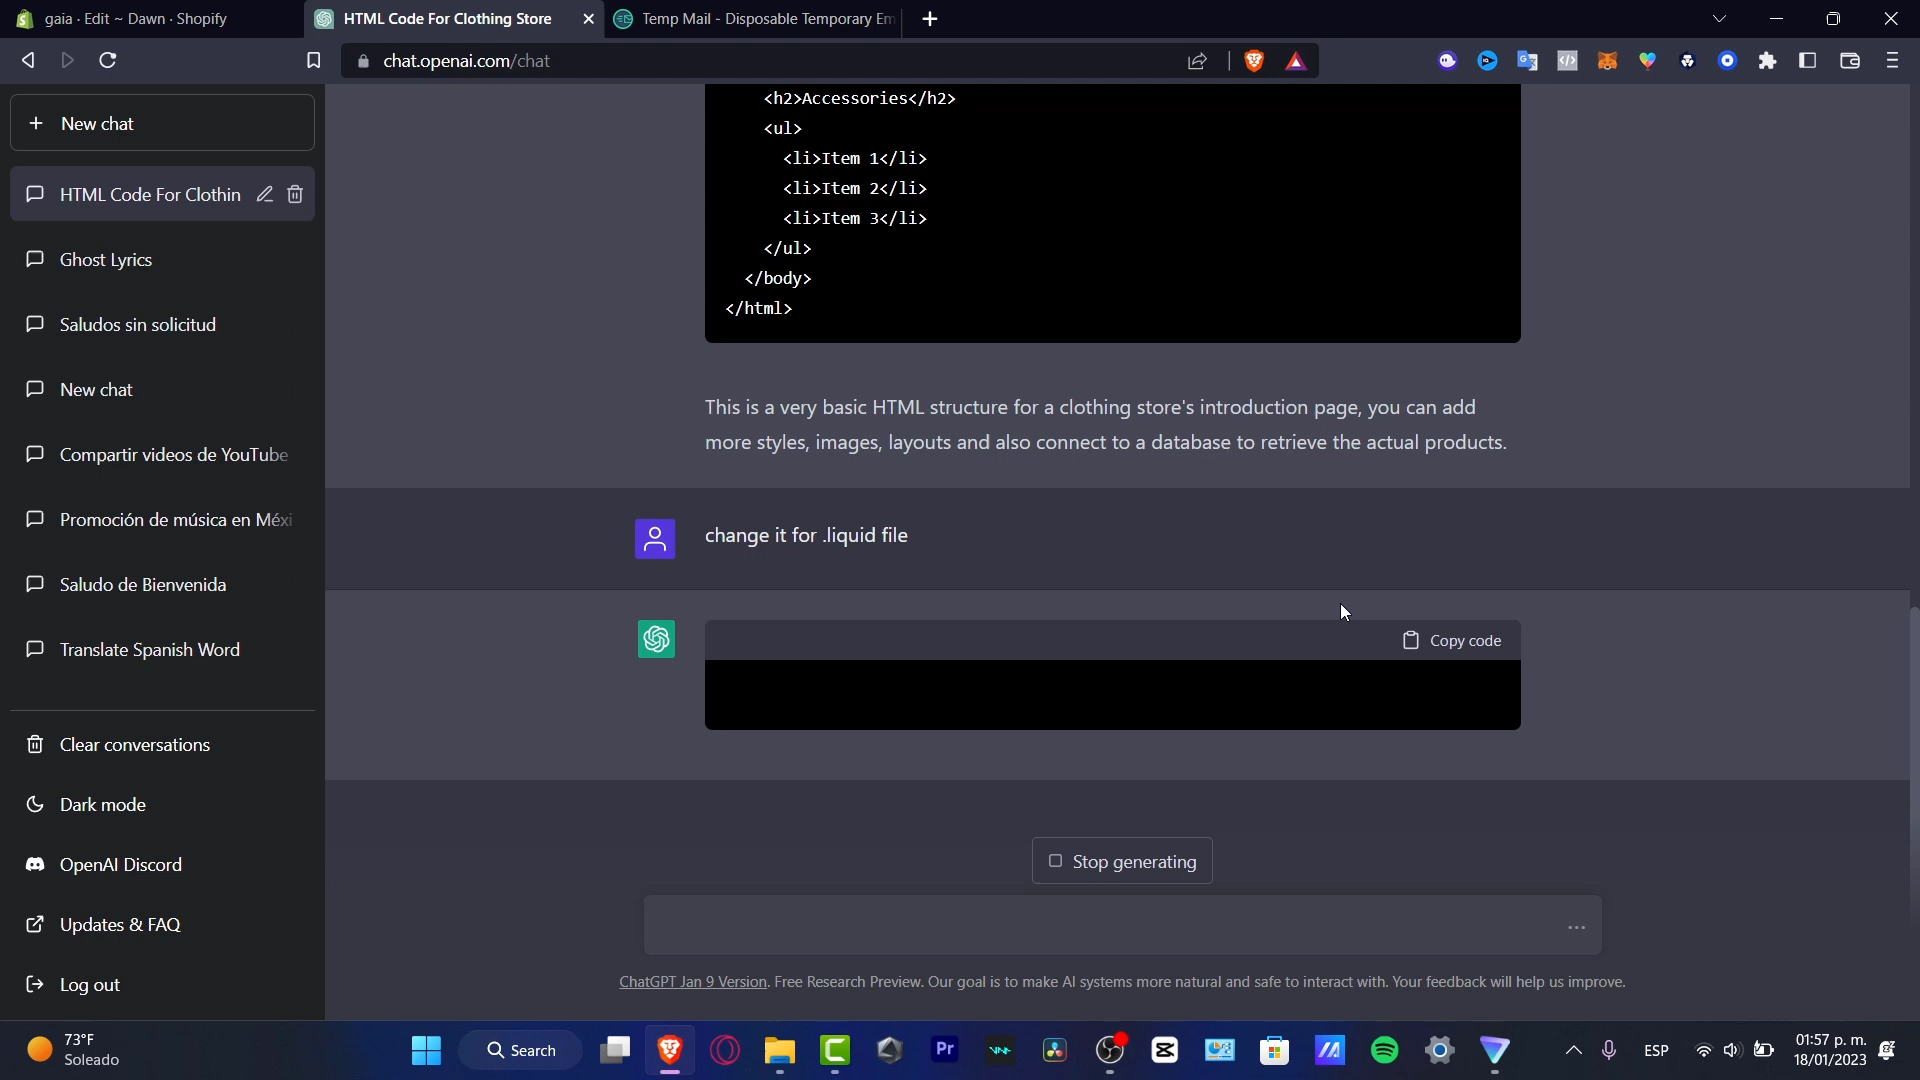 gaia · Edit ~ Dawn · Shopify
HTML Code For Clothing Store
Temp Mail - Disposable Temporary Em
chat.openai.com/chat
New chat
HTML Code For Clothin
Ghost Lyrics
Saludos sin solicitud
New chat
Compartir videos de YouTube
Promoción de música en Méxi
Saludo de Bienvenida
Translate Spanish Word
Clear conversations
Dark mode
OpenAI Discord
Updates & FAQ
Log out
<h2>Accessories</h2>
<ul>
<li>Item 1</li>
<li>Item 2</li>
<li>Item 3</li>
</ul>
</body>
</html>
This is a very basic HTML structure for a clothing store's introduction page, you can add
more styles, images, layouts and also connect to a database to retrieve the actual products.
change it for .liquid file
Copy code
Stop generating
ChatGPT Jan 9 Version. Free Research Preview. Our goal is to make AI systems more natural and safe to interact with. Your feedback will help us improve.
73°F
Soleado
Search
Pr
ESP
01:57 p. m.
18/01/2023